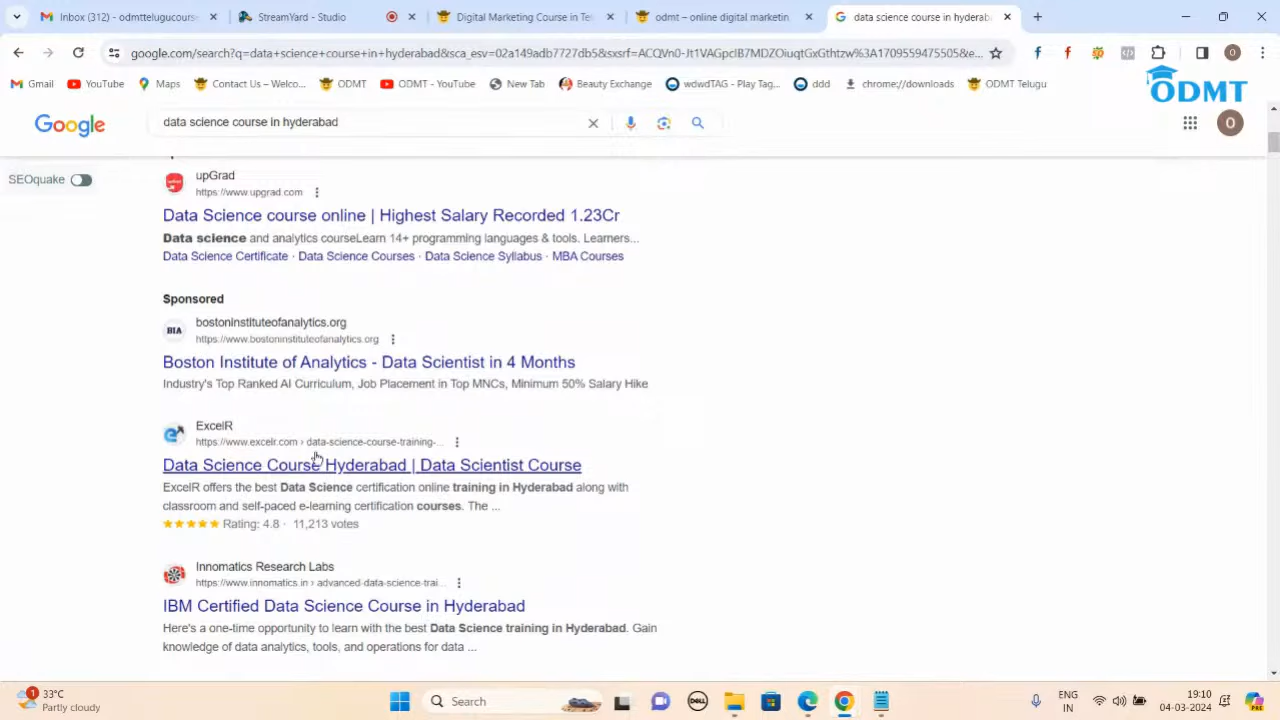 Inbox (312) - odmttelugucourse
StreamYard - Studio
Digital Marketing Course in Tel
odmt – online digital marketin
data science course in hyderab
google.com/search?q=data+science+course+in+hyderabad&sca_esv=02a149adb7727db5&sxsrf=ACQVn0-Jt1VAGpcIB7MDZOiuqtGxGthtzw%3A1709559475505&e...
O
Gmail
YouTube
Maps
Contact Us – Welco...
ODMT
ODMT - YouTube
New Tab
Beauty Exchange
wdwdTAG - Play Tag...
ddd
chrome://downloads
ODMT Telugu
ODMT
Google
data science course in hyderabad
O
SEOquake
upGrad
https://www.upgrad.com
Data Science course online | Highest Salary Recorded 1.23Cr
Data science and analytics courseLearn 14+ programming languages & tools. Learners...
Data Science Certificate · Data Science Courses · Data Science Syllabus · MBA Courses
Sponsored
BIA
bostoninstituteofanalytics.org
https://www.bostoninstituteofanalytics.org
Boston Institute of Analytics - Data Scientist in 4 Months
Industry's Top Ranked AI Curriculum, Job Placement in Top MNCs, Minimum 50% Salary Hike
ExcelR
https://www.excelr.com › data-science-course-training-...
Data Science Course Hyderabad | Data Scientist Course
ExcelR offers the best Data Science certification online training in Hyderabad along with
classroom and self-paced e-learning certification courses. The ...
Rating: 4.8 · 11,213 votes
Innomatics Research Labs
https://www.innomatics.in › advanced-data-science-trai...
IBM Certified Data Science Course in Hyderabad
Here's a one-time opportunity to learn with the best Data Science training in Hyderabad. Gain
knowledge of data analytics, tools, and operations for data ...
1
33°C
Partly cloudy
Search
DELL
ENG
IN
19:10
04-03-2024